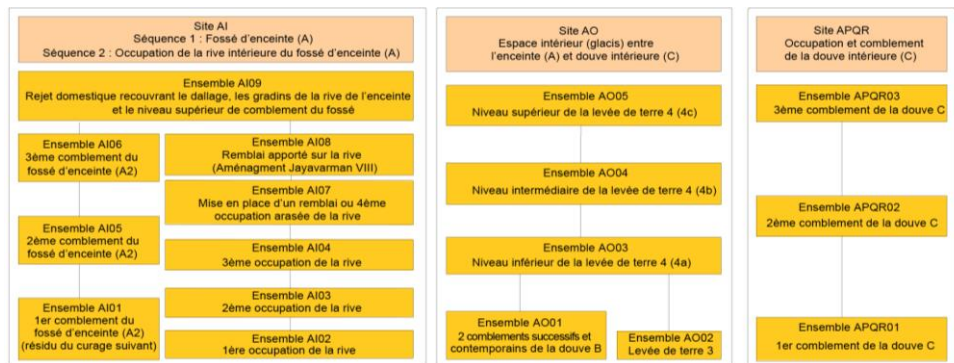 Site AI
Séquence 1 : Fossé d'enceinte (A)
Séquence 2 : Occupation de la rive intérieure du fossé d'enceinte (A)
Ensemble AI09
Rejet domestique recouvrant le dallage, les gradins de la rive de l'enceinte
et le niveau supérieur de comblement du fossé
Ensemble AI06
3ème comblement du
fossé d'enceinte (A2)
Ensemble AI05
2ème comblement du
fossé d'enceinte (A2)
Ensemble AI01
1er comblement du
fossé d'enceinte (A2)
(résidu du curage suivant)
Ensemble AI08
Remblai apporté sur la rive
(Aménagment Jayavarman VIII)
Ensemble AI07
Mise en place d'un remblai ou 4ème
occupation arasée de la rive
Ensemble AI04
3ème occupation de la rive
Ensemble AI03
2ème occupation de la rive
Ensemble AI02
1ère occupation de la rive
Site AO
Espace intérieur (glacis) entre
l'enceinte (A) et douve intérieure (C)
Ensemble AO05
Niveau supérieur de la levée de terre 4 (4c)
Ensemble AO04
Niveau intermédiaire de la levée de terre 4 (4b)
Ensemble AO03
Niveau inférieur de la levée de terre 4 (4a)
Ensemble AO01
2 comblements successifs et
contemporains de la douve B
Ensemble AO02
Levée de terre 3
Site APQR
Occupation et comblement
de la douve intérieure (C)
Ensemble APQR03
3ème comblement de la douve C
Ensemble APQR02
2ème comblement de la douve C
Ensemble APQR01
1er comblement de la douve C